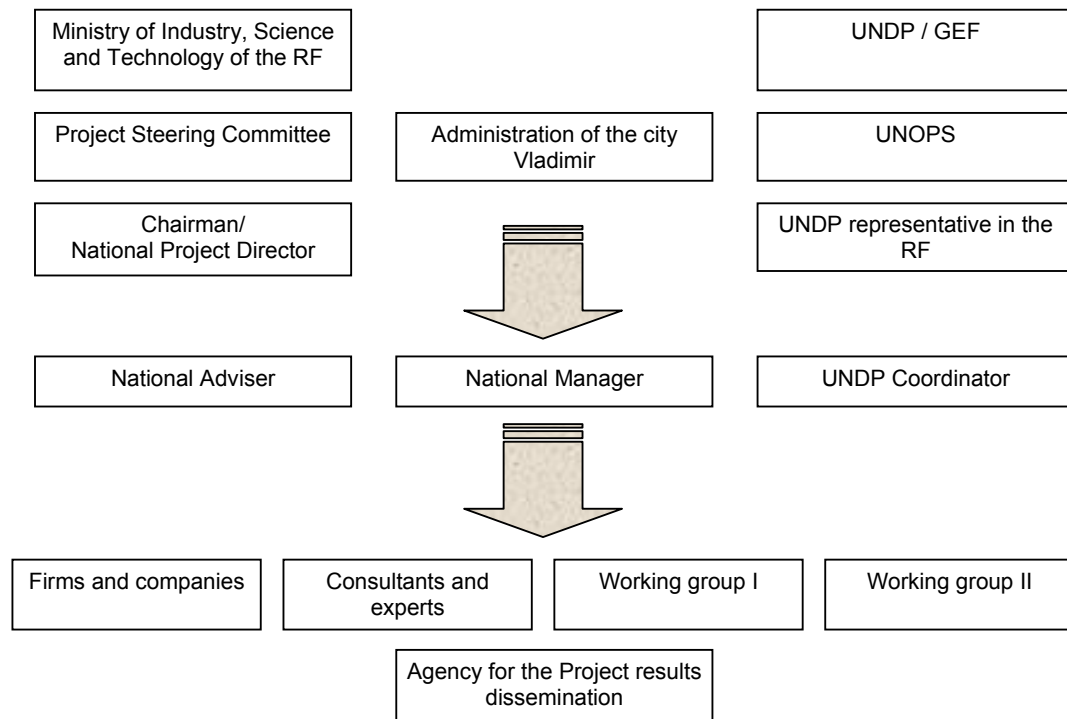 Ministry of Industry, Science
and Technology of the RF
UNDP / GEF
Project Steering Committee
Administration of the city
Vladimir
UNOPS
Chairman/
National Project Director
UNDP representative in the
RF
National Adviser
National Manager
UNDP Coordinator
Firms and companies
Consultants and
experts
Working group I
Working group II
Agency for the Project results
dissemination